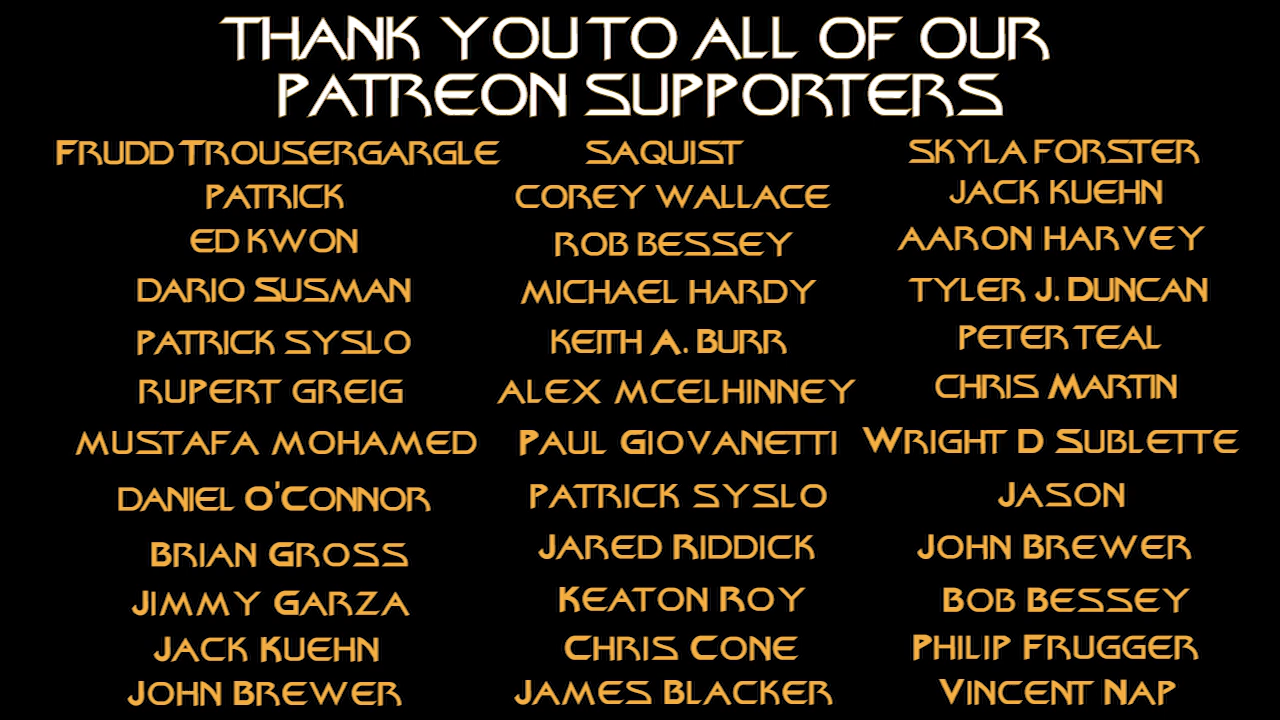 THANK YOU TO ALL OF OUR
PATREON SUPPORTERS
FRUDD TROUSERGARGLE SAQUIST SKYLA FORSTER
PATRICK COREY WALLACE JACK KUEHN
ED KWON ROB BESSEY AARON HARVEY
DARIO SUSMAN MICHAEL HARDY TYLER J. DUNCAN
PATRICK SYSLO KEITH A. BURR PETER TEAL
RUPERT GREIG ALEX MCELHINNEY CHRIS MARTIN
MUSTAFA MOHAMED PAUL GIOVANETTI WRIGHT D SUBLETTE
DANIEL O'CONNOR PATRICK SYSLO JASON
BRIAN GROSS JARED RIDDICK JOHN BREWER
JIMMY GARZA KEATON ROY BOB BESSEY
JACK KUEHN CHRIS CONE PHILIP FRUGGER
JOHN BREWER JAMES BLACKER VINCENT NAP